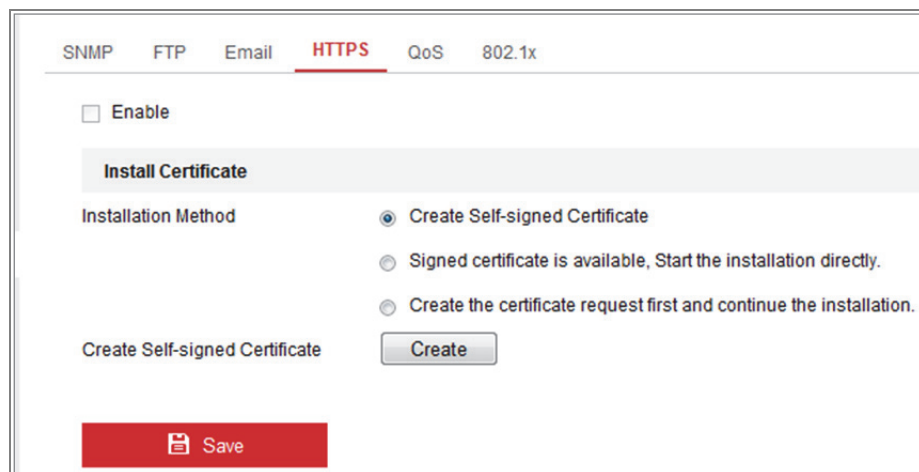 SNMP FTP Email HTTPS QoS 802.1x
Enable
Install Certificate
Installation Method Create Self-signed Certificate
Signed certificate is available, Start the installation directly.
Create the certificate request first and continue the installation.
Create Self-signed Certificate Create
Save